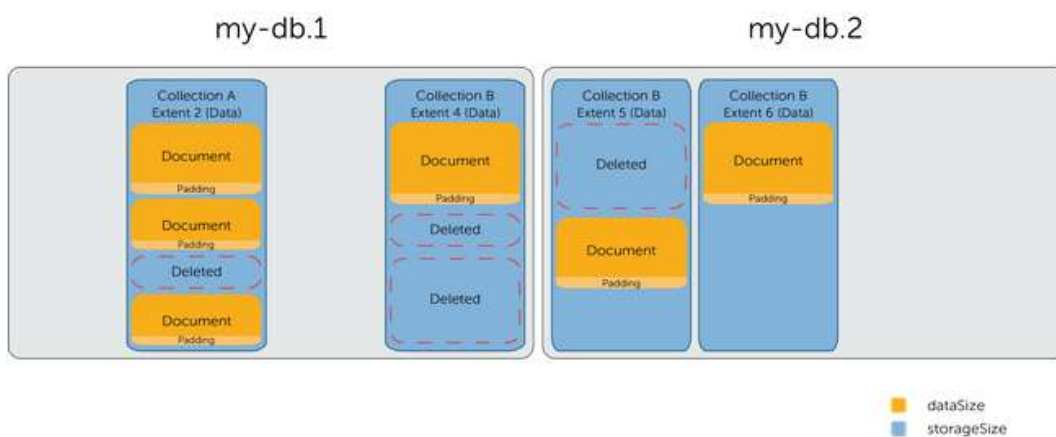 my-db.1
my-db.2
Collection A
Extent 2 (Data)
Document
Padding
Document
Padding
Deleted
Document
Padding
Collection B
Extent 4 (Data)
Document
Padding
Deleted
Deleted
Collection B
Extent 5 (Data)
Deleted
Document
Padding
Collection B
Extent 6 (Data)
Document
Padding
dataSize
storageSize